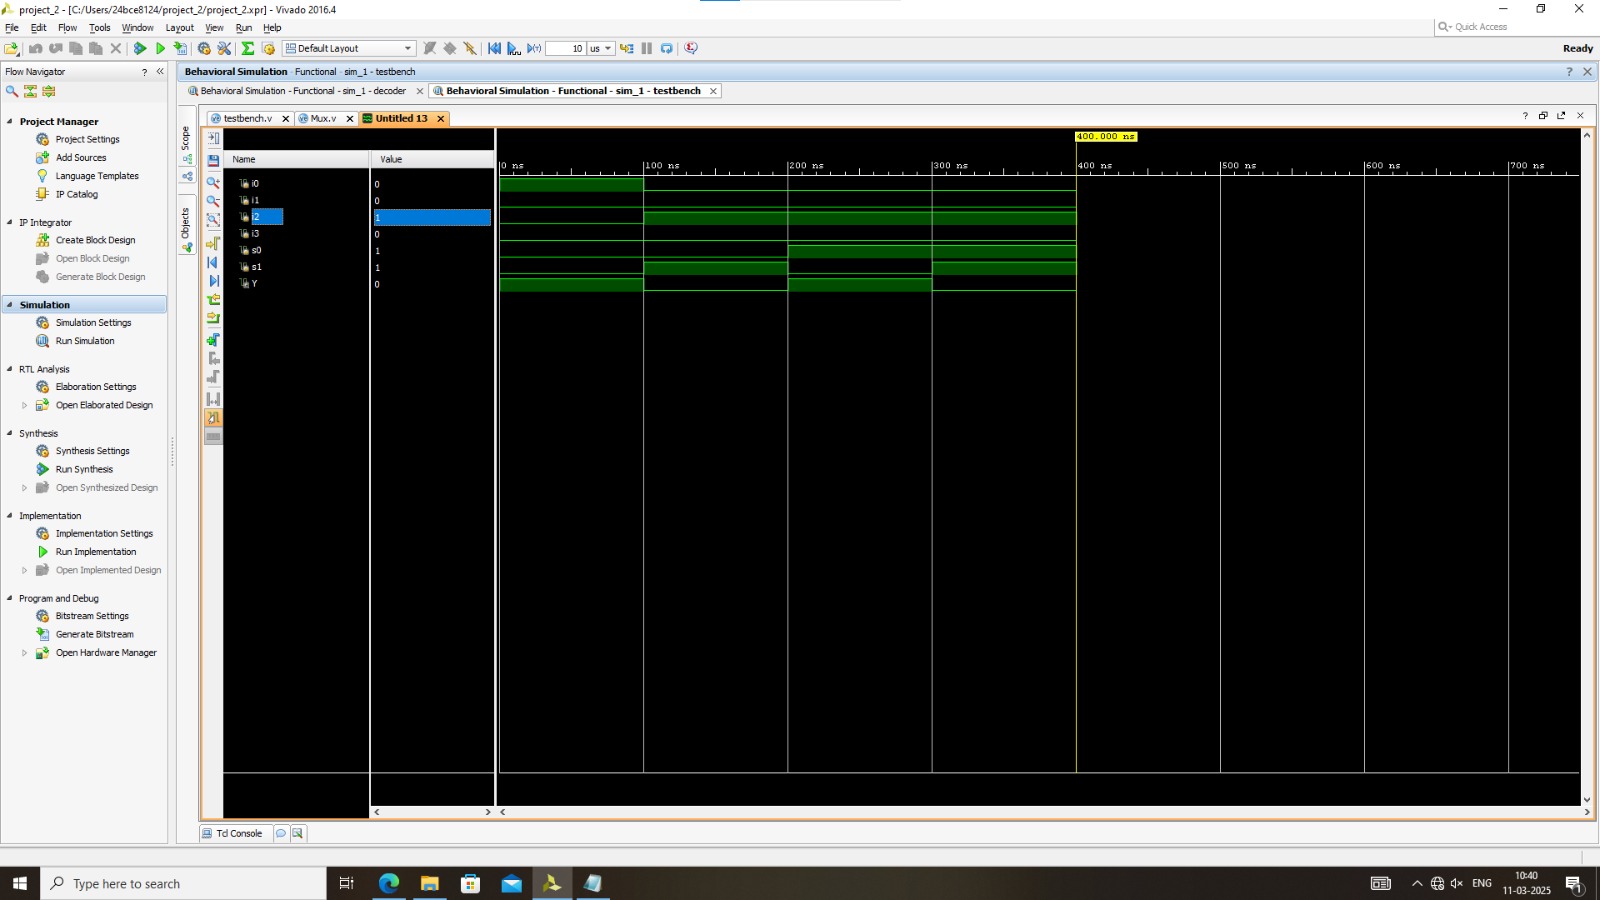 project_2 - [C:/Users/24bce8124/project_2/project_2.xpr] - Vivado 2016.4
File Edit Flow Tools Window Layout View Run Help
Quick Access
Default Layout
10 us
Ready
Flow Navigator ? «
Behavioral Simulation - Functional - sim_1 - testbench
Behavioral Simulation - Functional - sim_1 - decoder
Behavioral Simulation - Functional - sim_1 - testbench
testbench.v
Mux.v
Untitled 13
Project Manager
Project Settings
Add Sources
Language Templates
IP Catalog
IP Integrator
Create Block Design
Open Block Design
Generate Block Design
Simulation
Simulation Settings
Run Simulation
RTL Analysis
Elaboration Settings
Open Elaborated Design
Synthesis
Synthesis Settings
Run Synthesis
Open Synthesized Design
Implementation
Implementation Settings
Run Implementation
Open Implemented Design
Program and Debug
Bitstream Settings
Generate Bitstream
Open Hardware Manager
Scope
Objects
Name Value
i0 0
i1 0
i2 1
i3 0
s0 1
s1 1
Y 0
400.000 ns
0 ns 100 ns 200 ns 300 ns 400 ns 500 ns 600 ns 700 ns
Tcl Console
Type here to search
ENG
10:40
11-03-2025
1